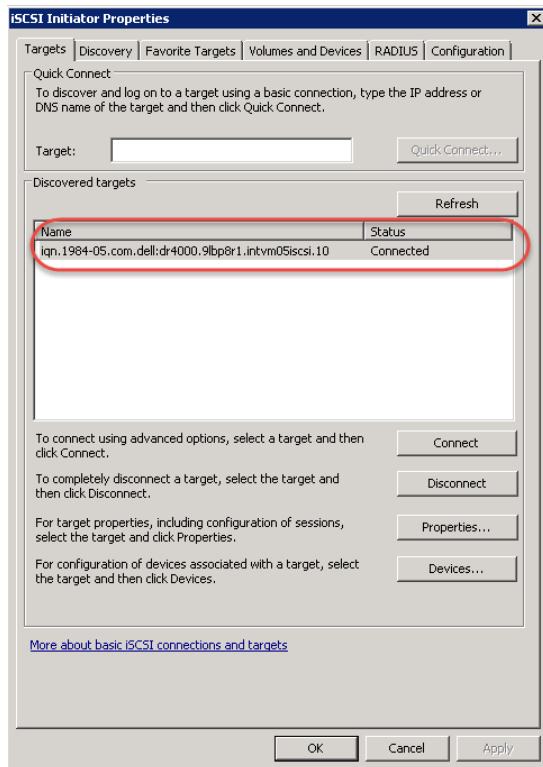 iSCSI Initiator Properties
Targets Discovery Favorite Targets Volumes and Devices RADIUS Configuration
Quick Connect
To discover and log on to a target using a basic connection, type the IP address or
DNS name of the target and then click Quick Connect.
Target: Quick Connect...
Discovered targets
Refresh
Name Status
iqn.1984-05.com.dell:dr4000.9lbp8r1.intvm05iscsi.10 Connected
To connect using advanced options, select a target and then
click Connect.
Connect
To completely disconnect a target, select the target and
then click Disconnect.
Disconnect
For target properties, including configuration of sessions,
select the target and click Properties.
Properties...
For configuration of devices associated with a target, select
the target and then click Devices.
Devices...
More about basic iSCSI connections and targets
OK Cancel Apply